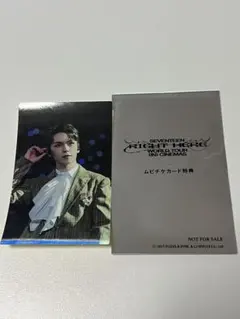 SEVENTEEN
RIGHT HERE
WORLD TOUR
IN CINEMAS
ムビチケカード特典
NOT FOR SALE